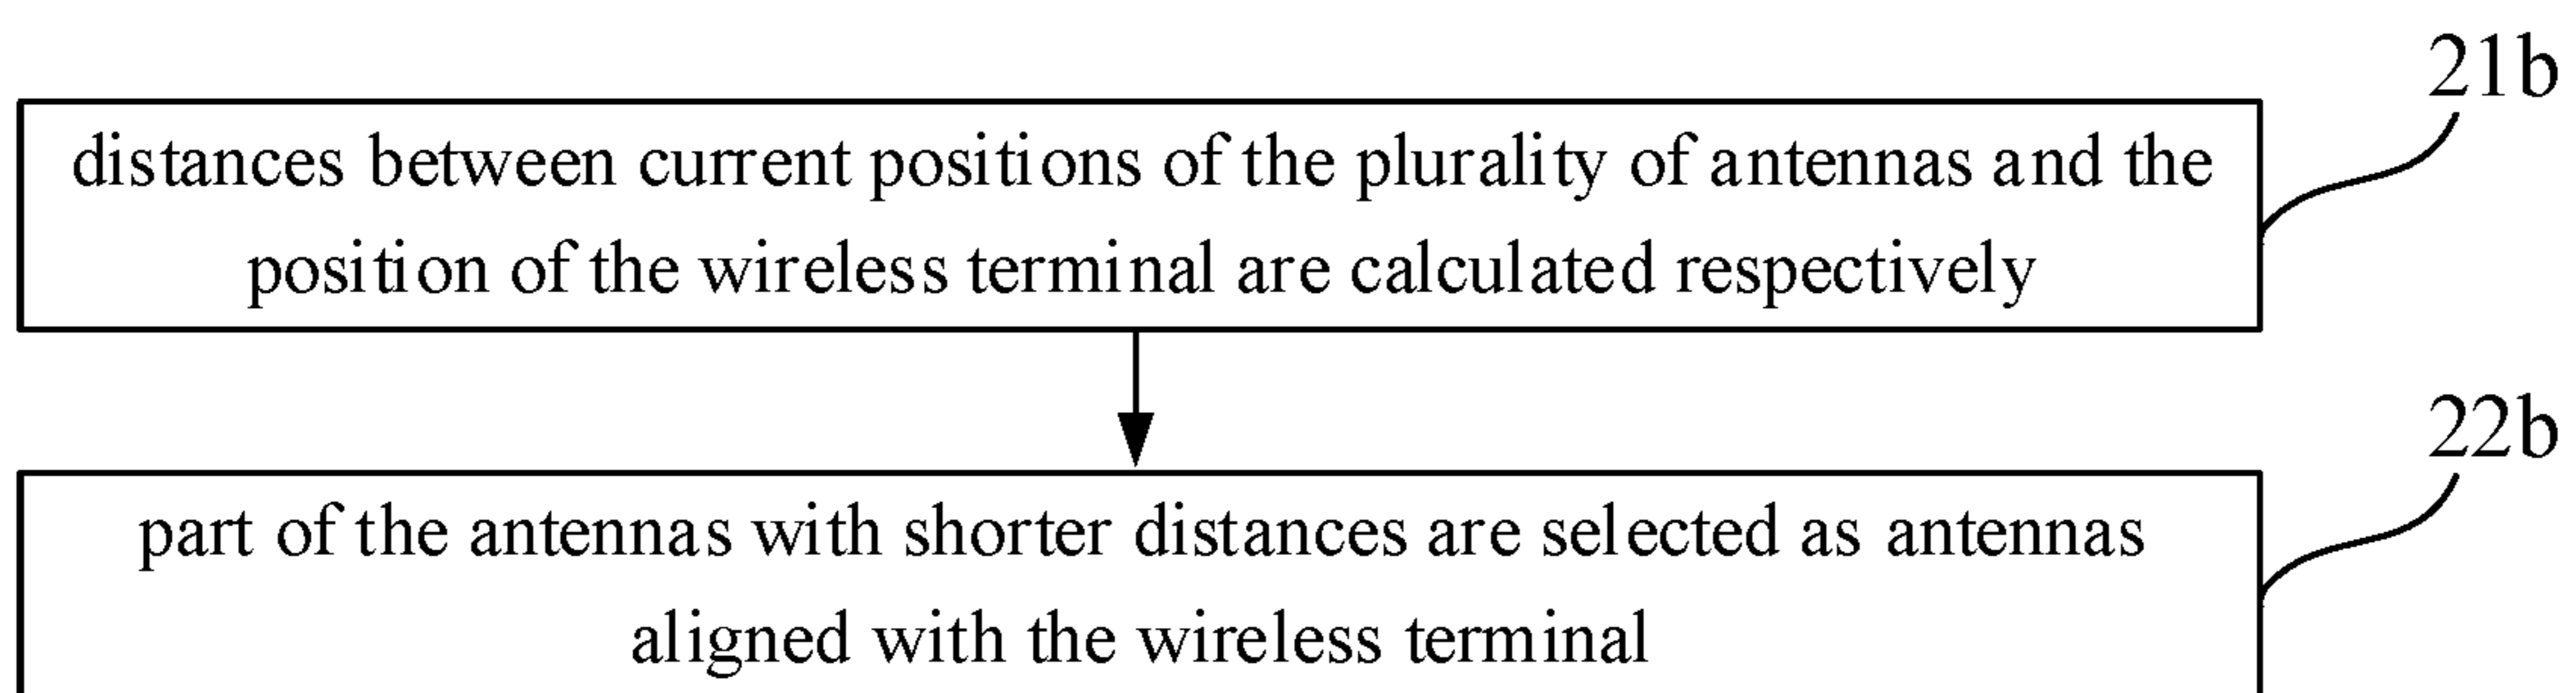 21b
distances between current positions of the plurality of antennas and the
position of the wireless terminal are calculated respectively
22b
part of the antennas with shorter distances are selected as antennas
aligned with the wireless terminal